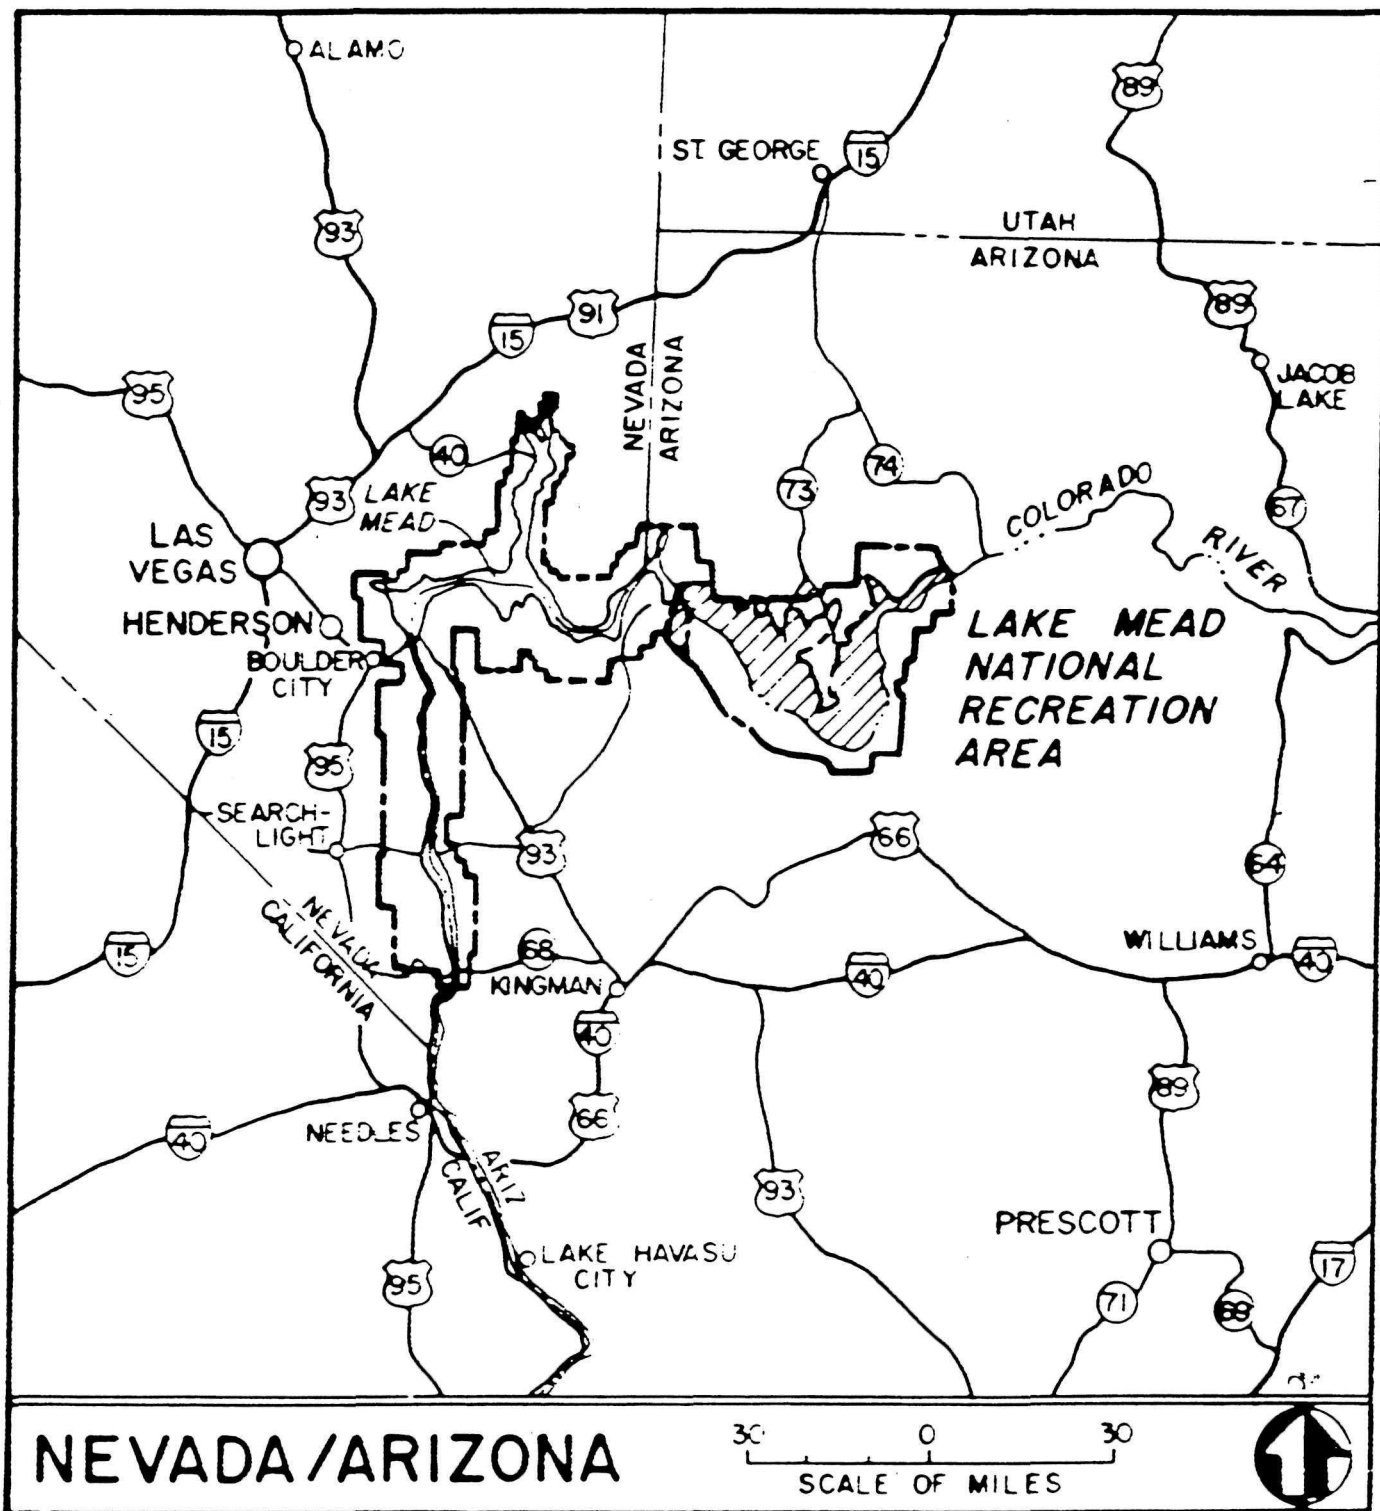 ALAMO
89
ST. GEORGE
15
93
UTAH
ARIZONA
91
15
89
NEVADA
ARIZONA
JACOB
LAKE
95
40
74
73
93
LAKE
MEAD
COLORADO
RIVER
67
LAS
VEGAS
HENDERSON
BOULDER
CITY
LAKE MEAD
NATIONAL
RECREATION
AREA
15
95
SEARCH-
LIGHT
93
66
64
NEVADA
CALIFORNIA
15
68
KINGMAN
40
WILLIAMS
40
40
89
66
NEEDLES
40
ARIZ
CALIF
93
PRESCOTT
LAKE HAVASU
CITY
95
17
71
69
NEVADA/ARIZONA
30 0 30
SCALE OF MILES